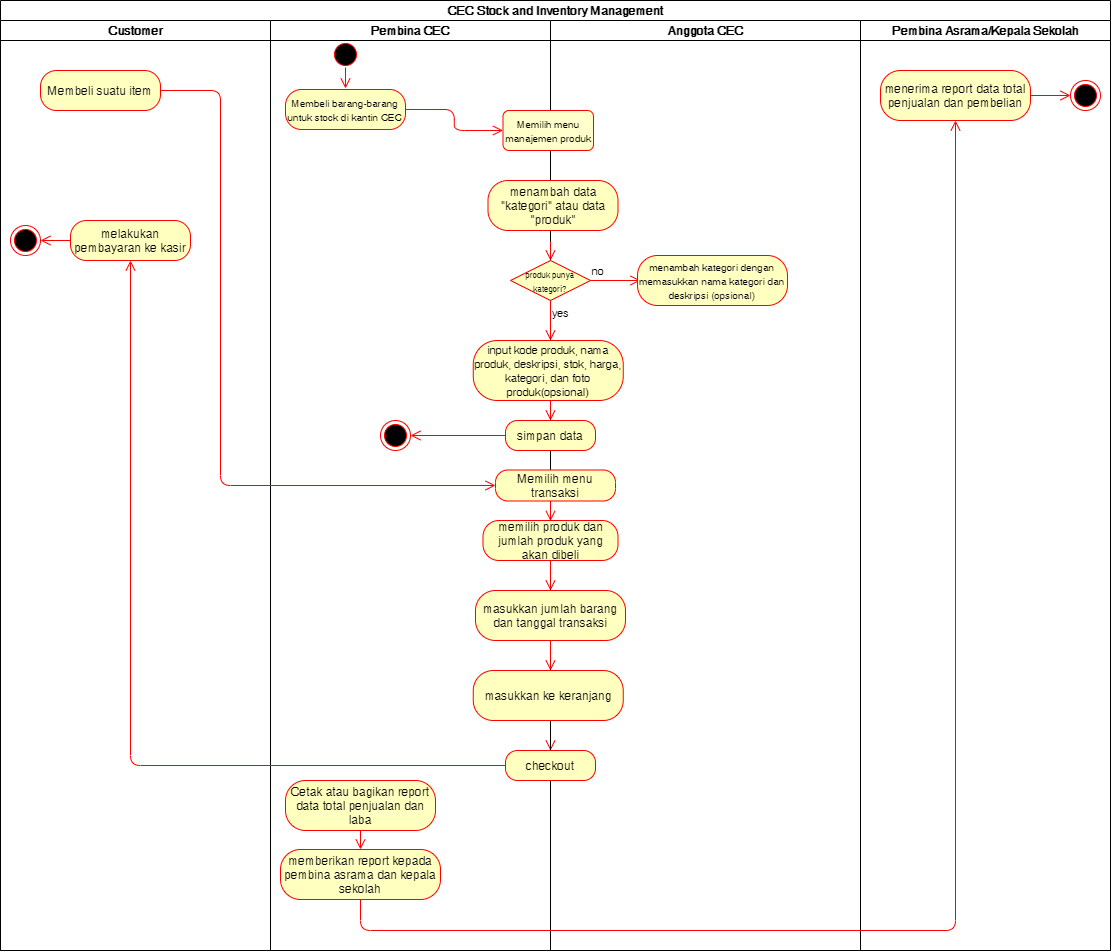 CEC Stock and Inventory Management
Customer
Pembina CEC
Anggota CEC
Pembina Asrama/Kepala Sekolah
Membeli suatu item
Membeli barang-barang
untuk stock di kantin CEC
Memilih menu
manajemen produk
menerima report data total
penjualan dan pembelian
menambah data
"kategori" atau data
"produk"
melakukan
pembayaran ke kasir
produk punya
kategori?
no
menambah kategori dengan
memasukkan nama kategori dan
deskripsi (opsional)
yes
input kode produk, nama
produk, deskripsi, stok, harga,
kategori, dan foto
produk(opsional)
simpan data
Memilih menu
transaksi
memilih produk dan
jumlah produk yang
akan dibeli
masukkan jumlah barang
dan tanggal transaksi
masukkan ke keranjang
checkout
Cetak atau bagikan report
data total penjualan dan
laba
memberikan report kepada
pembina asrama dan kepala
sekolah